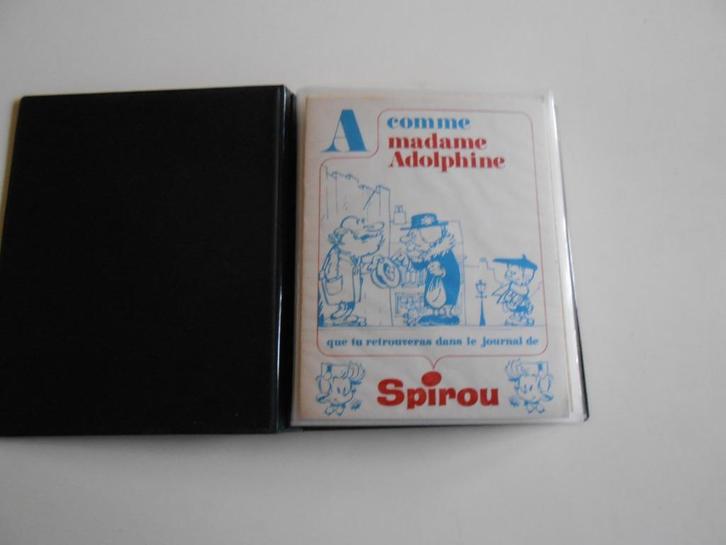 A comme
madame
Adolphine
que tu retrouveras dans le journal de
Spirou